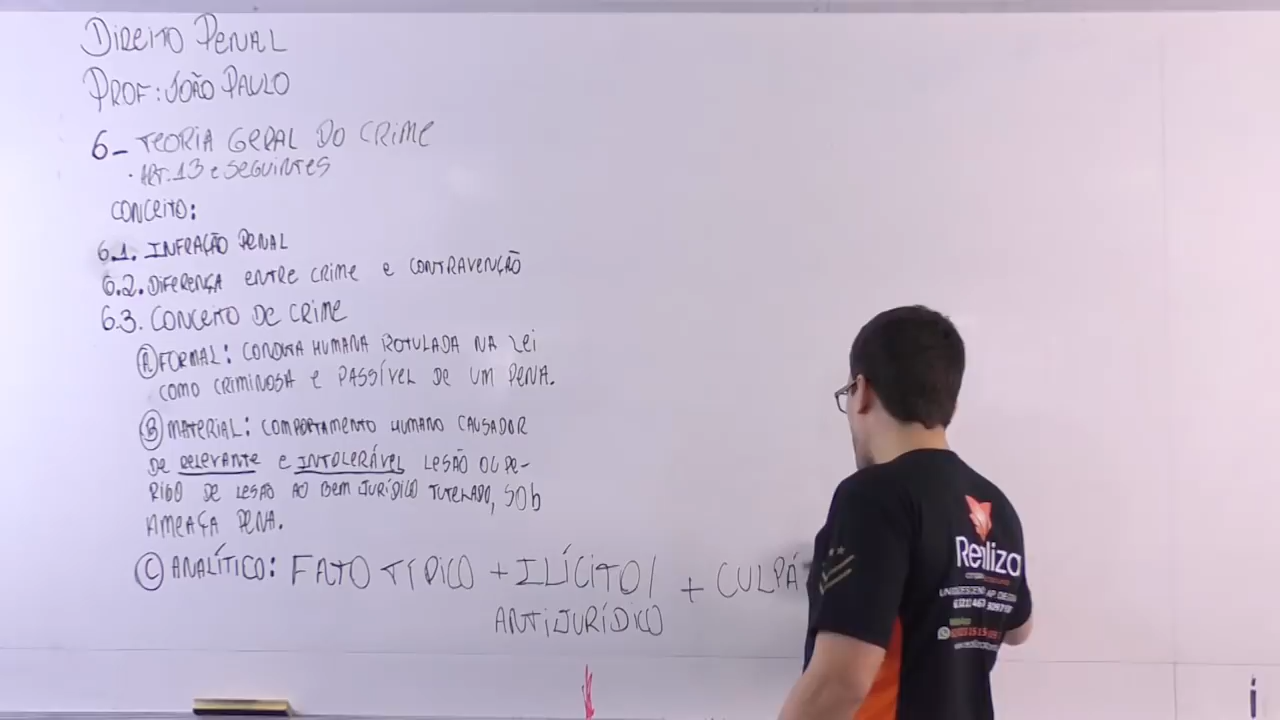 DIREITO PENAL
PROF: JOÃO PAULO
6- TEORIA GERAL DO CRIME
• ART. 13 e SEGUINTES
CONCEITO:
6.1. INFRAÇÃO PENAL
6.2. DIFERENÇA ENTRE CRIME e CONTRAVENÇÃO
6.3. CONCEITO DE CRIME
(A) FORMAL: CONDUTA HUMANA ROTULADA NA LEI
COMO CRIMINOSA e PASSÍVEL DE UM PENA.
(B) MATERIAL: COMPORTAMENTO HUMANO CAUSADOR
DE RELEVANTE e INTOLERÁVEL LESÃO OU PE-
RIGO DE LESÃO AO BEM JURÍDICO TUTELADO, SOB
AMEAÇA PENA.
(C) ANALÍTICO: FATO TÍPICO + ILÍCITO/ + CULPÁ
ANTIJURÍDICO
Realiza